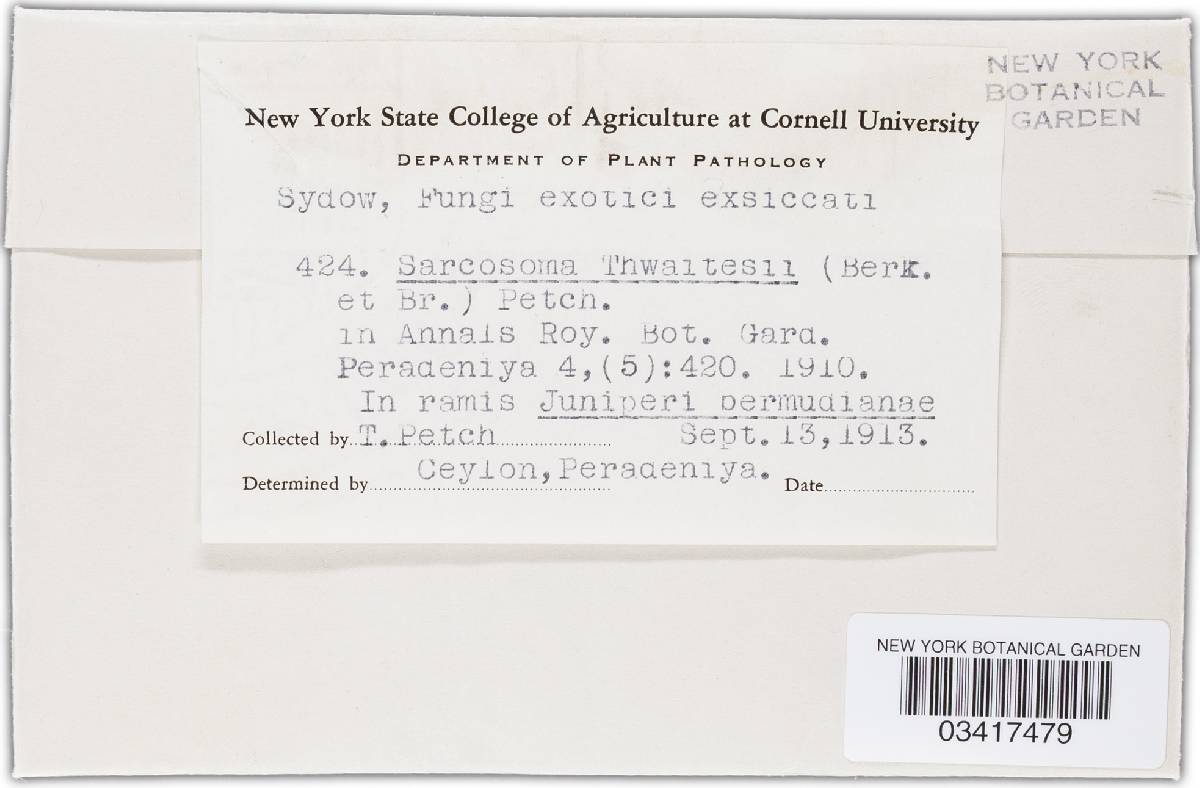 NEW YORK
BOTANICAL
GARDEN
New York State College of Agriculture at Cornell University
DEPARTMENT OF PLANT PATHOLOGY
Sydow, Fungi exotici exsiccati
424. Sarcosoma Thwaitesii (Berk.
et Br.) Petch.
in Annals Roy. Bot. Gard.
Peradeniya 4,(5):420. 1910.
In ramis Juniperi bermudianae
Collected by T. Petch Sept.13,1913.
Ceylon,Peradeniya.
Determined by Date
NEW YORK BOTANICAL GARDEN
03417479